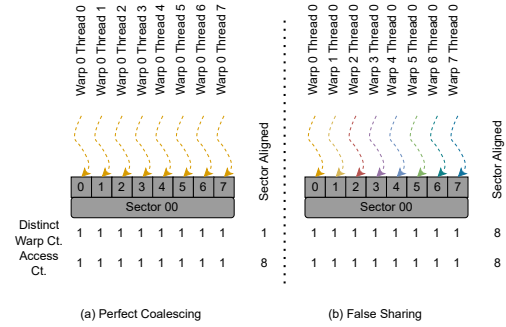 Warp 0 Thread 0
Warp 0 Thread 1
Warp 0 Thread 2
Warp 0 Thread 3
Warp 0 Thread 4
Warp 0 Thread 5
Warp 0 Thread 6
Warp 0 Thread 7
Sector Aligned
0 1 2 3 4 5 6 7
Sector 00
Distinct
Warp Ct.
1 1 1 1 1 1 1 1 1
Access
Ct.
1 1 1 1 1 1 1 1 8
(a) Perfect Coalescing
Warp 0 Thread 0
Warp 1 Thread 0
Warp 2 Thread 0
Warp 3 Thread 0
Warp 4 Thread 0
Warp 5 Thread 0
Warp 6 Thread 0
Warp 7 Thread 0
Sector Aligned
0 1 2 3 4 5 6 7
Sector 00
1 1 1 1 1 1 1 1 8
1 1 1 1 1 1 1 1 8
(b) False Sharing